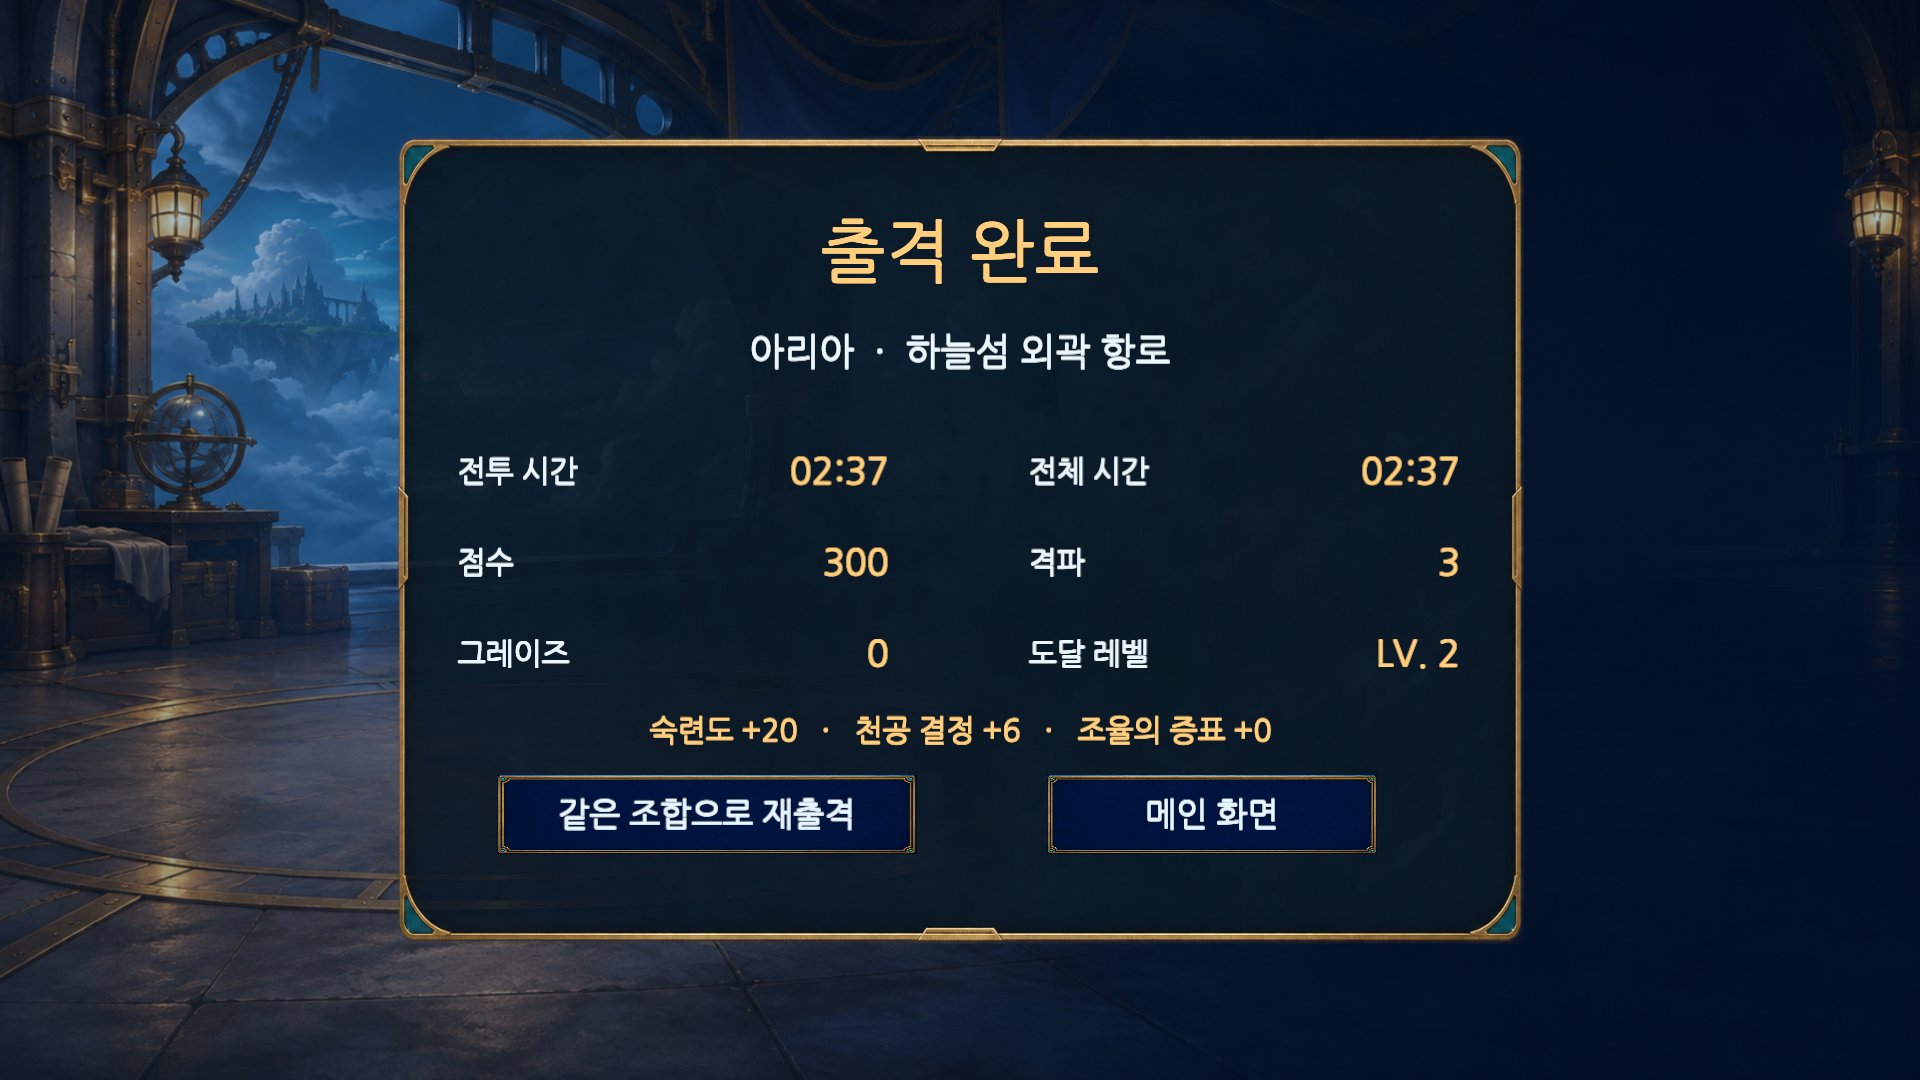 출격 완료
아리아 · 하늘섬 외곽 항로
전투 시간 02:37 전체 시간 02:37
점수 300 격파 3
그레이즈 0 도달 레벨 LV. 2
숙련도 +20 · 천공 결정 +6 · 조율의 증표 +0
같은 조합으로 재출격 메인 화면